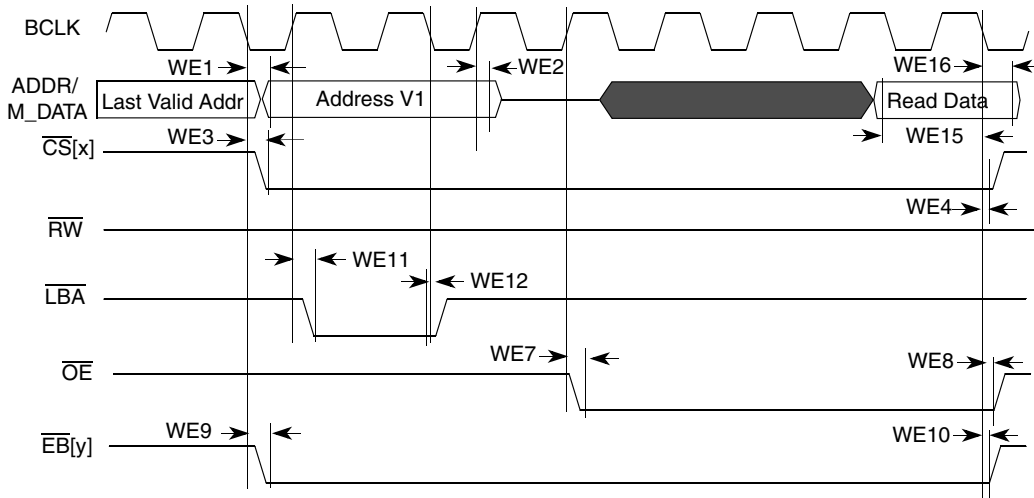 BCLK
WE1
WE2
WE16
ADDR/
M_DATA
Last Valid Addr
Address V1
Read Data
WE3
WE15
CS[x]
WE4
RW
WE11
WE12
LBA
WE7
WE8
OE
WE9
WE10
EB[y]